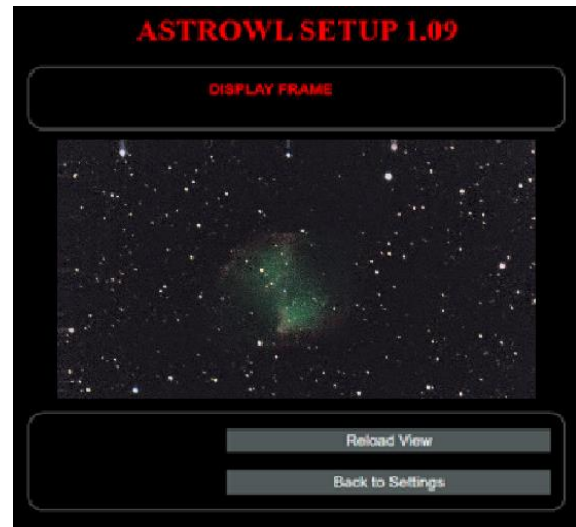 ASTROWL SETUP 1.09
DISPLAY FRAME
Reload View
Back to Settings